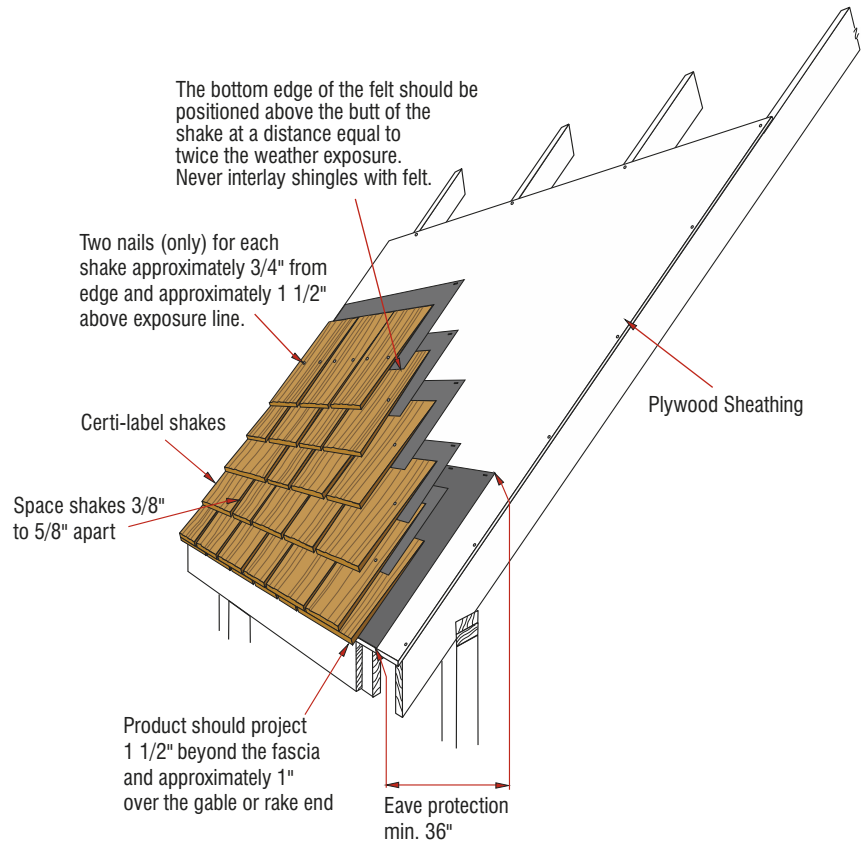 The bottom edge of the felt should be
positioned above the butt of the
shake at a distance equal to
twice the weather exposure.
Never interlay shingles with felt.
Two nails (only) for each
shake approximately 3/4" from
edge and approximately 1 1/2"
above exposure line.
Plywood Sheathing
Certi-label shakes
Space shakes 3/8"
to 5/8" apart
Product should project
1 1/2" beyond the fascia
and approximately 1"
over the gable or rake end
Eave protection
min. 36"